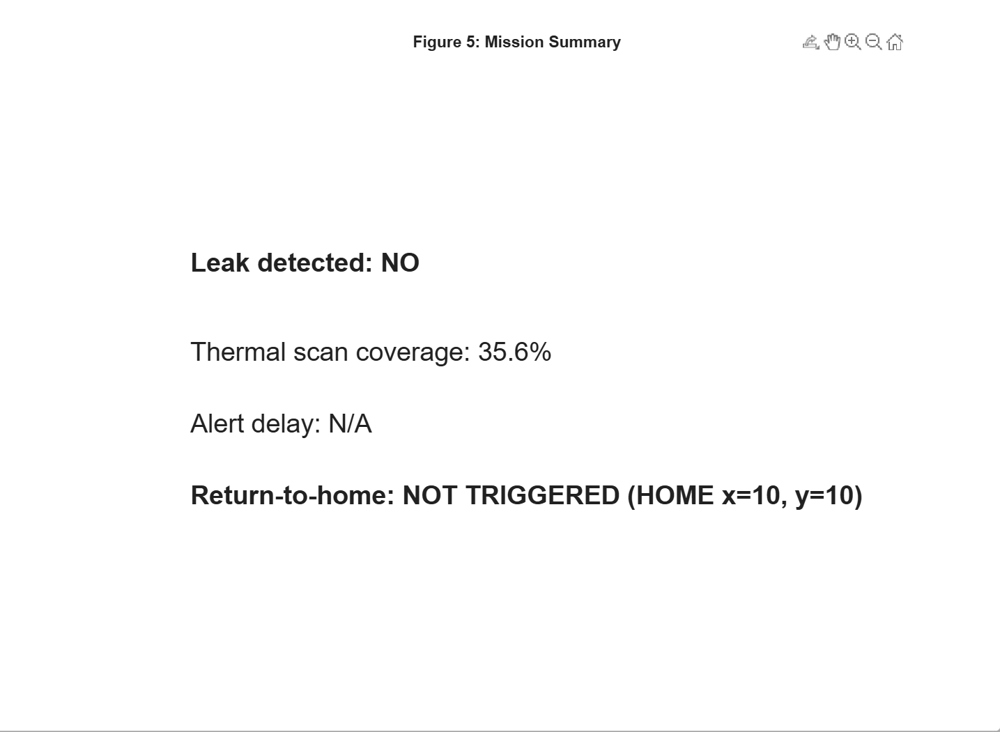 Figure 5: Mission Summary
Leak detected: NO
Thermal scan coverage: 35.6%
Alert delay: N/A
Return-to-home: NOT TRIGGERED (HOME x=10, y=10)